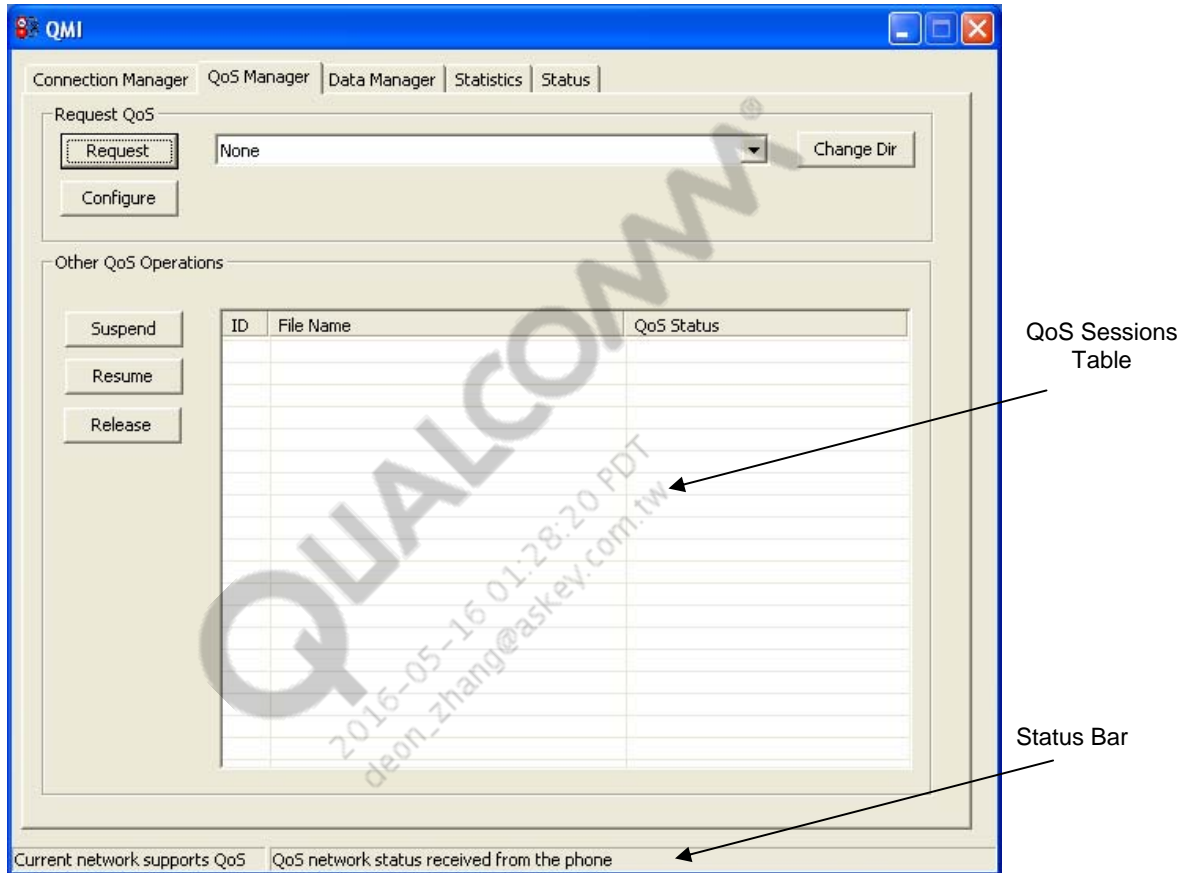 QMI
Connection Manager QoS Manager Data Manager Statistics Status
Request QoS
Request None Change Dir
Configure
Other QoS Operations
Suspend
Resume
Release
ID File Name QoS Status
QoS Sessions
Table
Status Bar
Current network supports QoS QoS network status received from the phone
QUALCOMM®
2016-05-16 01:28:20 PDT
deon_zhang@askey.com.tw